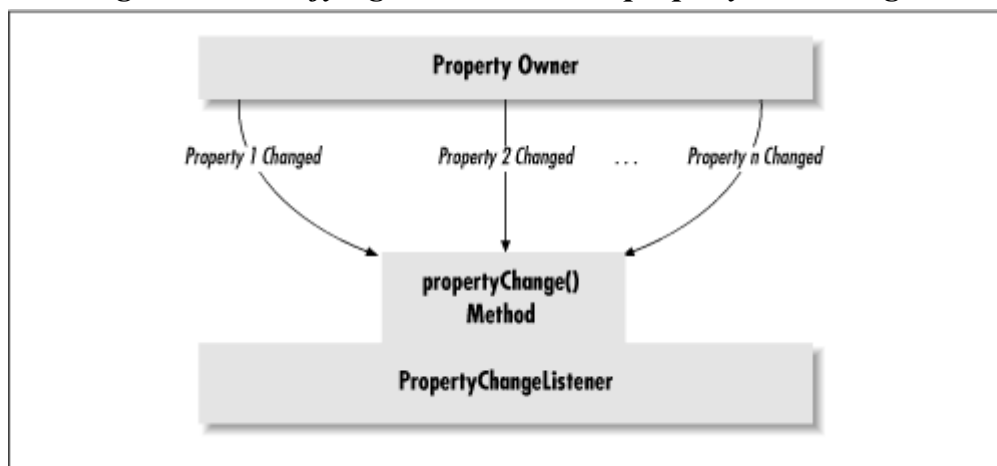 Property Owner
Property 1 Changed Property 2 Changed . . . Property n Changed
propertyChange()
Method
PropertyChangeListener